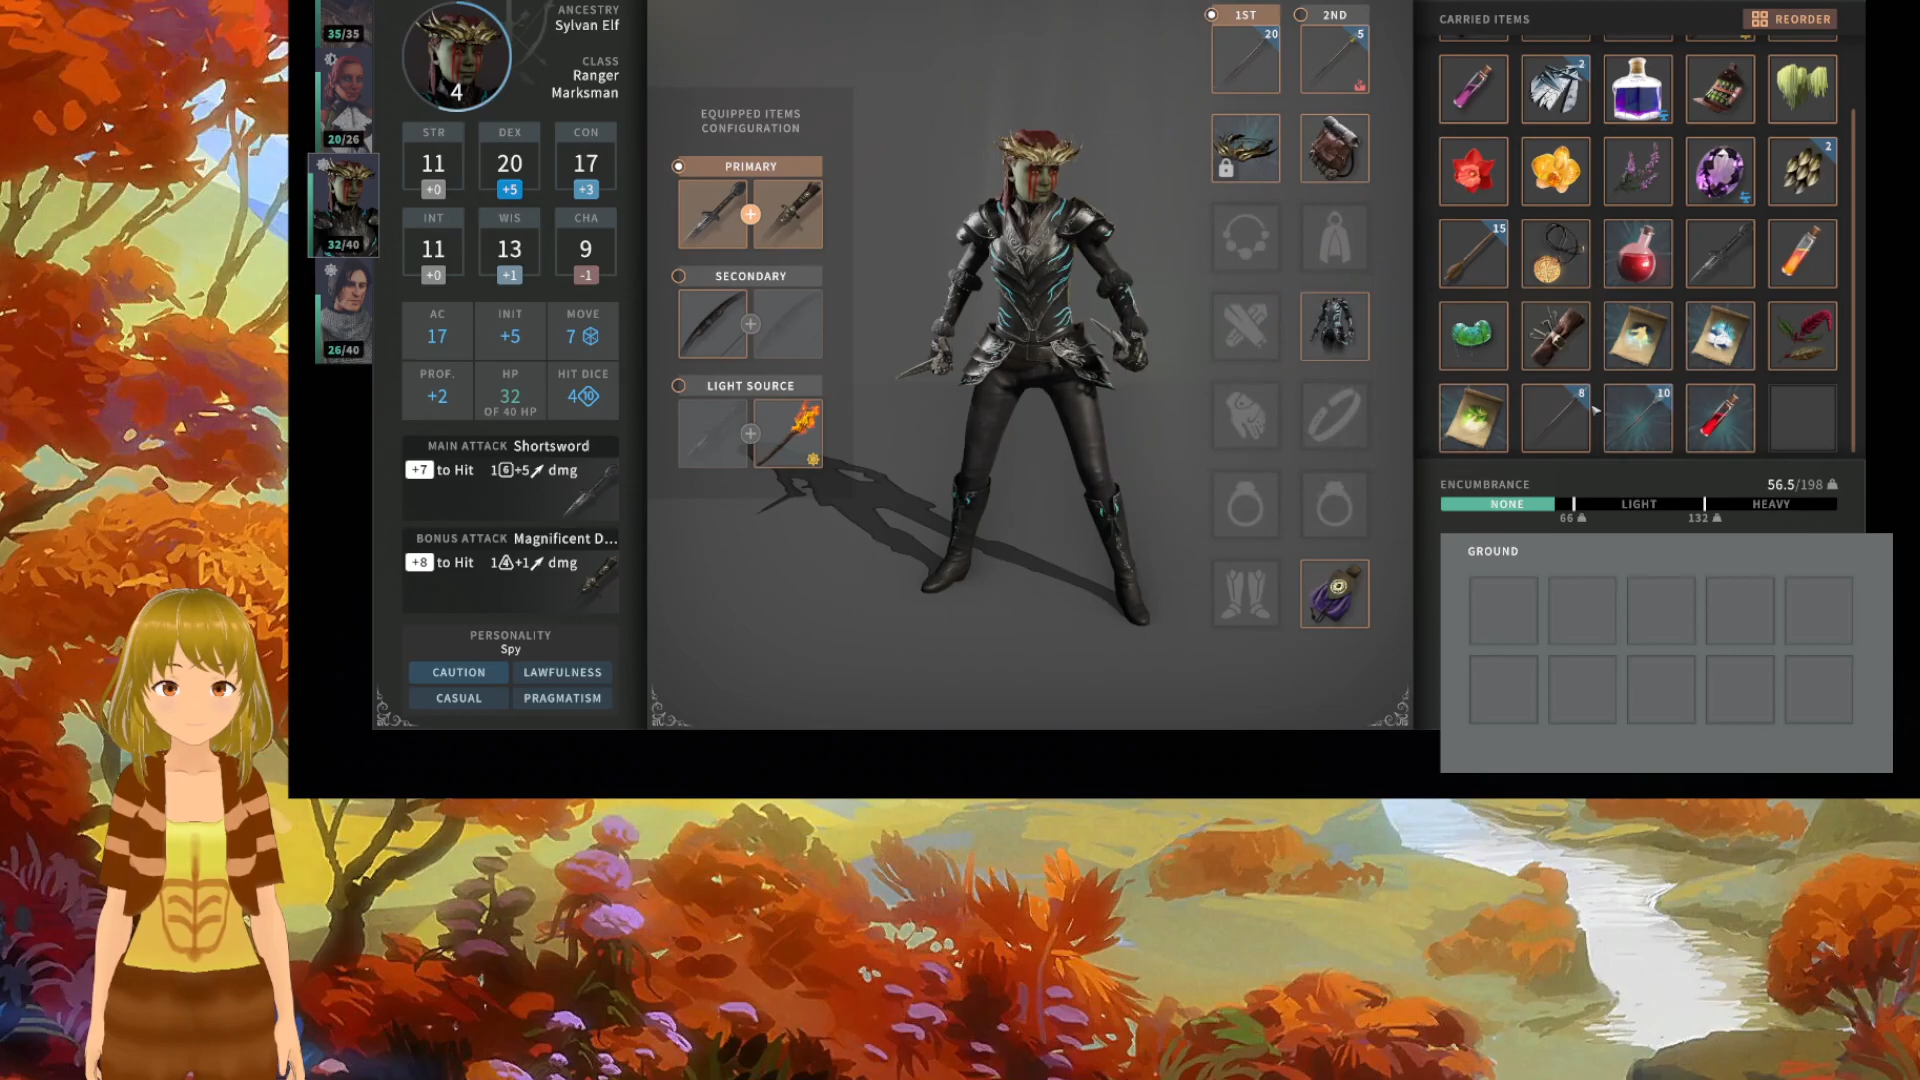 35/35
20/26
32/40
26/40
ANCESTRY
Sylvan Elf
CLASS
Ranger
Marksman
4
STR
DEX
CON
11
20
17
+0
+5
+3
INT
WIS
CHA
11
13
9
+0
+1
-1
AC
INIT
MOVE
17
+5
7
PROF.
HP
HIT DICE
+2
32
4 10
OF 40 HP
MAIN ATTACK Shortsword
+7 to Hit 1 6 +5 dmg
BONUS ATTACK Magnificent D...
+8 to Hit 1 4 +1 dmg
PERSONALITY
Spy
CAUTION
LAWFULNESS
CASUAL
PRAGMATISM
EQUIPPED ITEMS
CONFIGURATION
PRIMARY
SECONDARY
LIGHT SOURCE
1ST
2ND
20
5
CARRIED ITEMS
REORDER
2
2
15
8
10
ENCUMBRANCE
56.5/198
NONE
LIGHT
HEAVY
66
132
GROUND